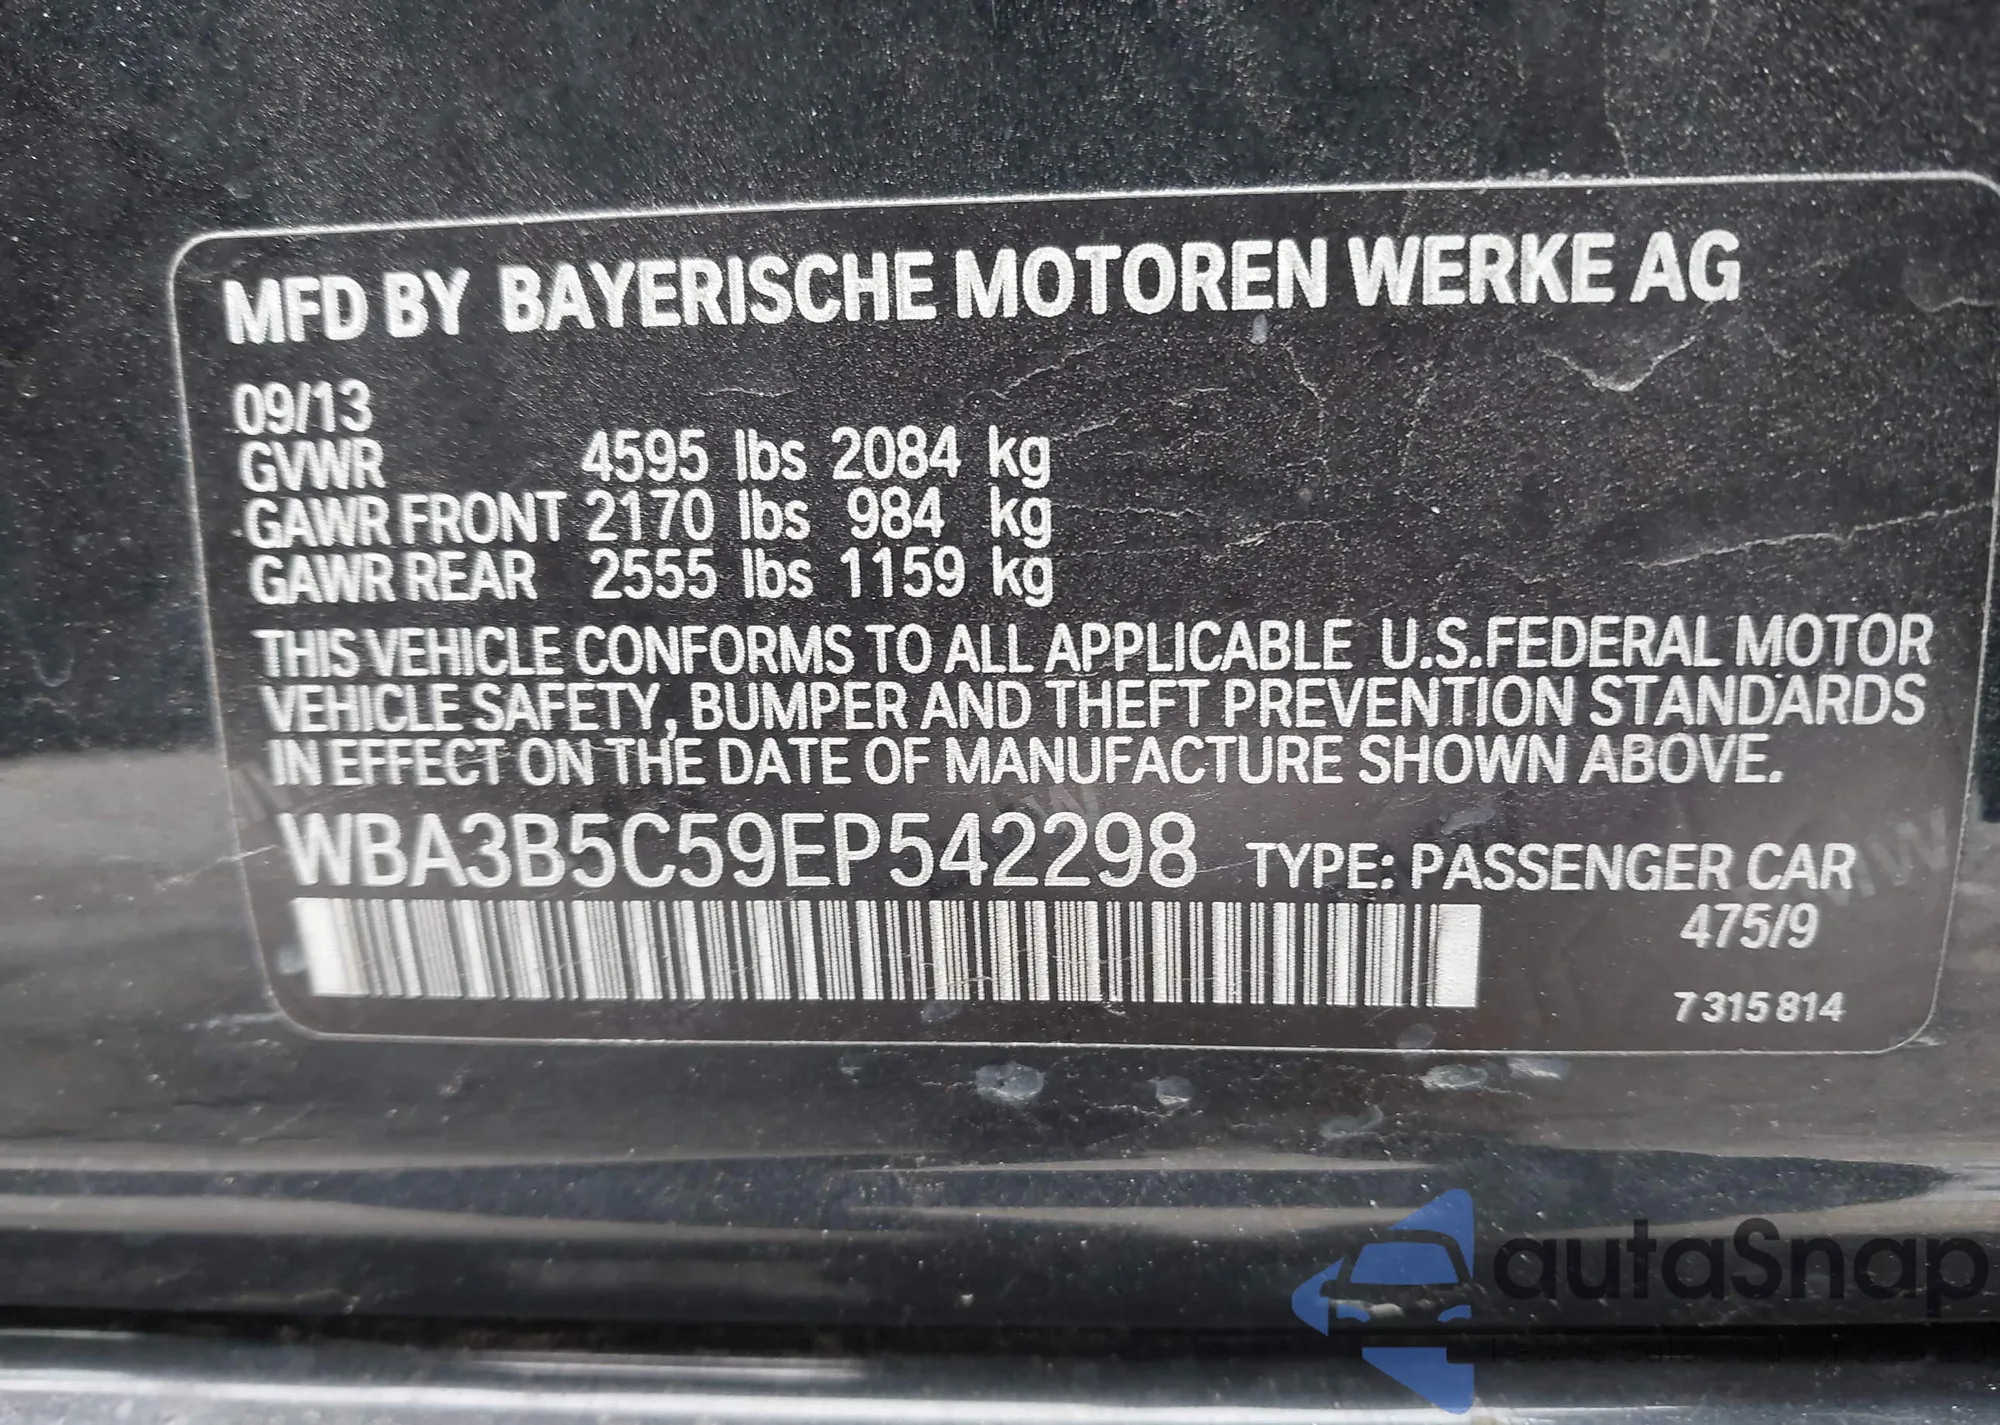 MFD BY BAYERISCHE MOTOREN WERKE AG
09/13
GVWR 4595 lbs 2084 kg
GAWR FRONT 2170 lbs 984 kg
GAWR REAR 2555 lbs 1159 kg
THIS VEHICLE CONFORMS TO ALL APPLICABLE U.S.FEDERAL MOTOR
VEHICLE SAFETY, BUMPER AND THEFT PREVENTION STANDARDS
IN EFFECT ON THE DATE OF MANUFACTURE SHOWN ABOVE.
WBA3B5C59EP542298 TYPE: PASSENGER CAR
475/9
7 315 814
autaSnap